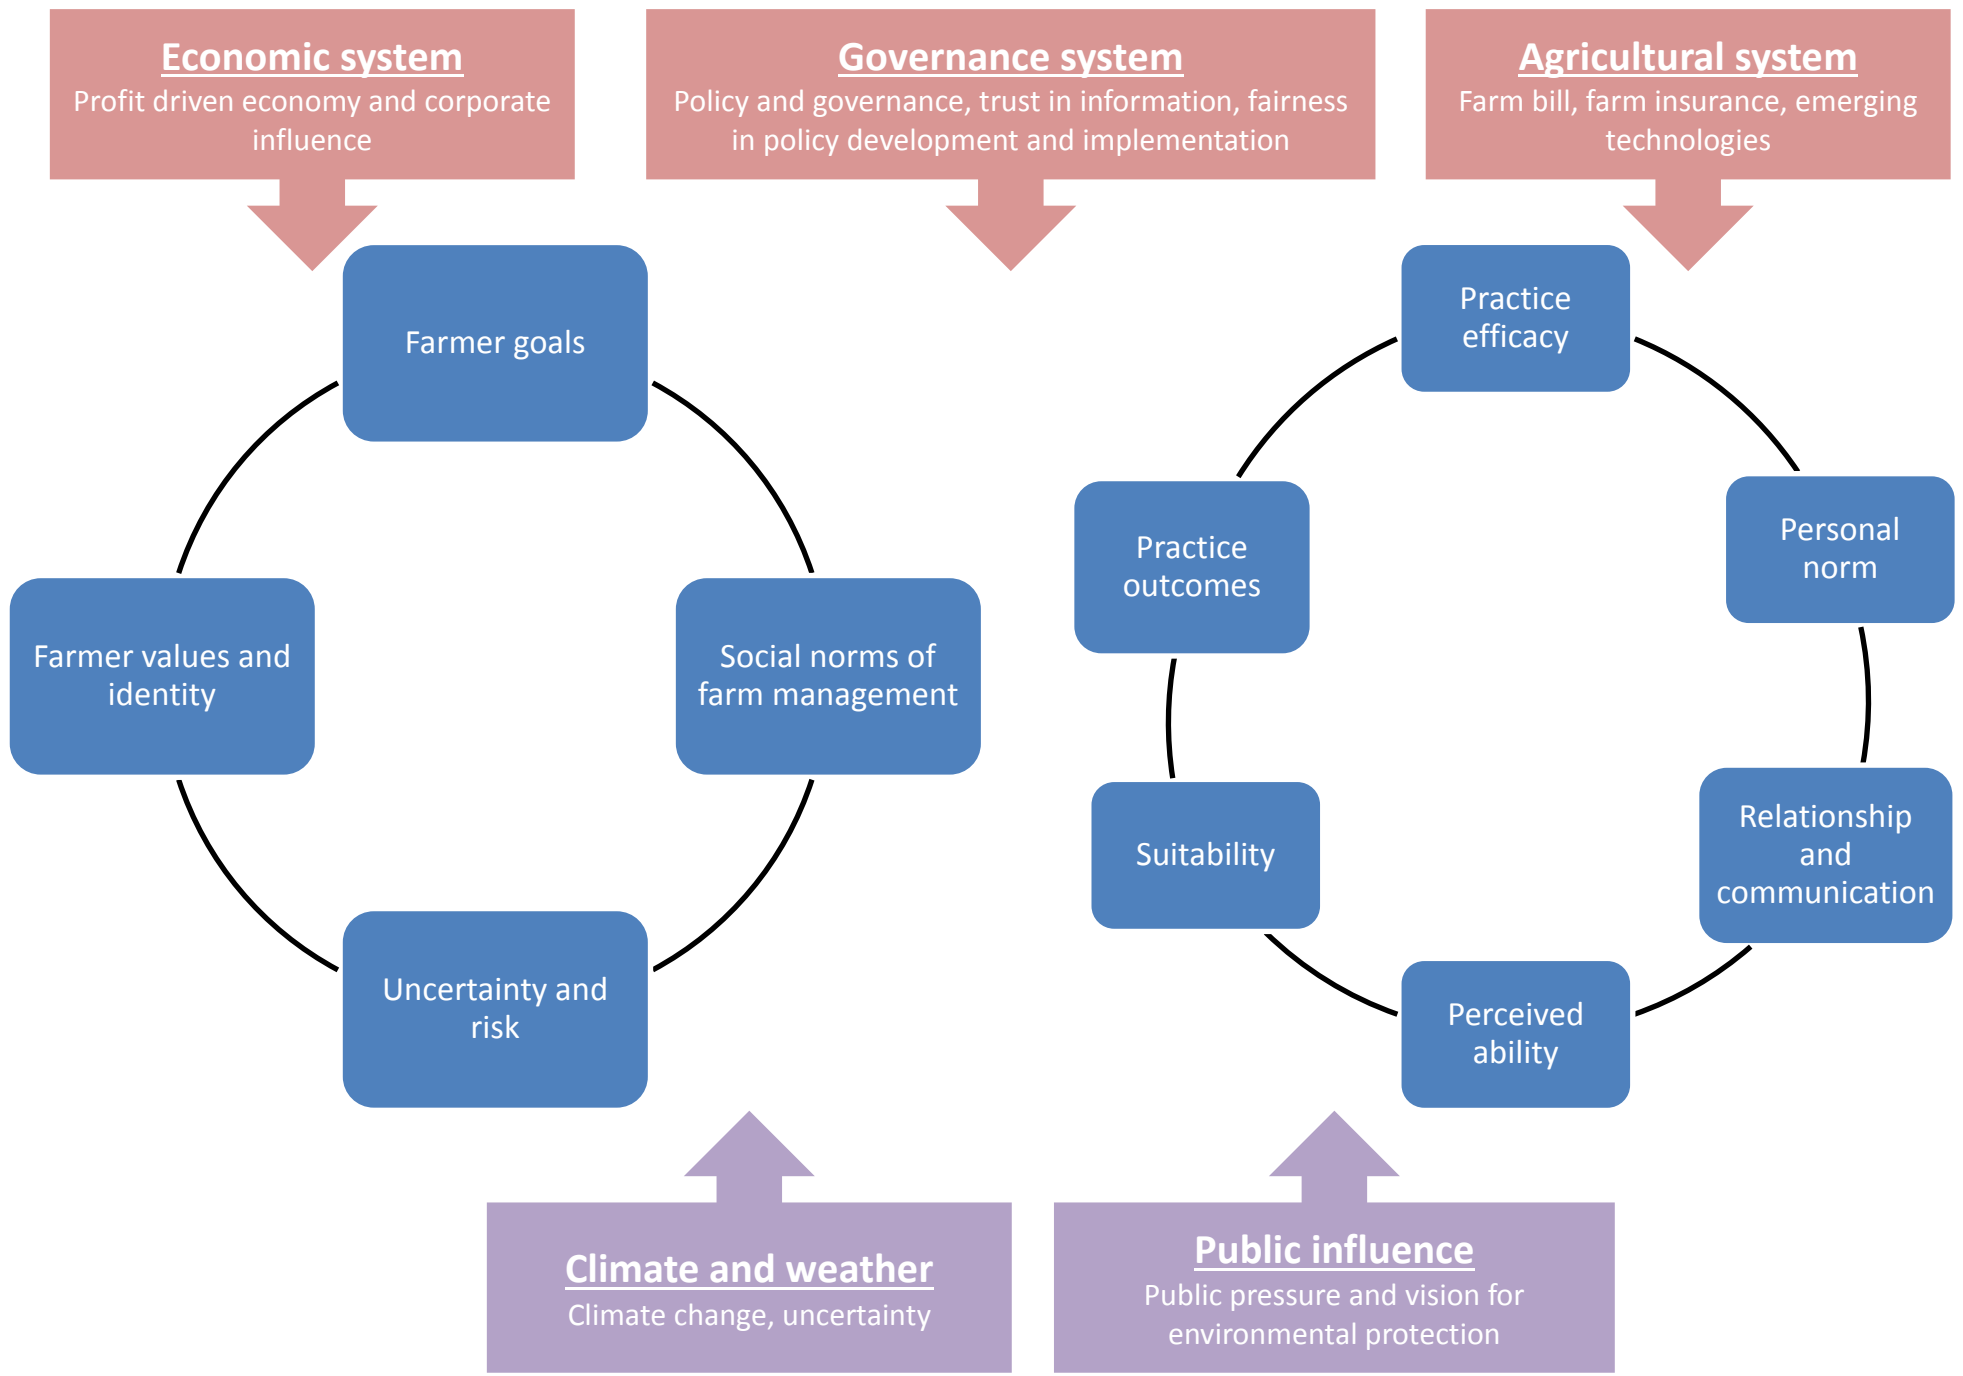 Economic system
Profit driven economy and corporate
influence
Governance system
Policy and governance, trust in information, fairness
in policy development and implementation
Agricultural system
Farm bill, farm insurance, emerging
technologies
Farmer goals
Farmer values and
identity
Social norms of
farm management
Uncertainty and
risk
Practice
efficacy
Practice
outcomes
Personal
norm
Suitability
Relationship
and
communication
Perceived
ability
Climate and weather
Climate change, uncertainty
Public influence
Public pressure and vision for
environmental protection